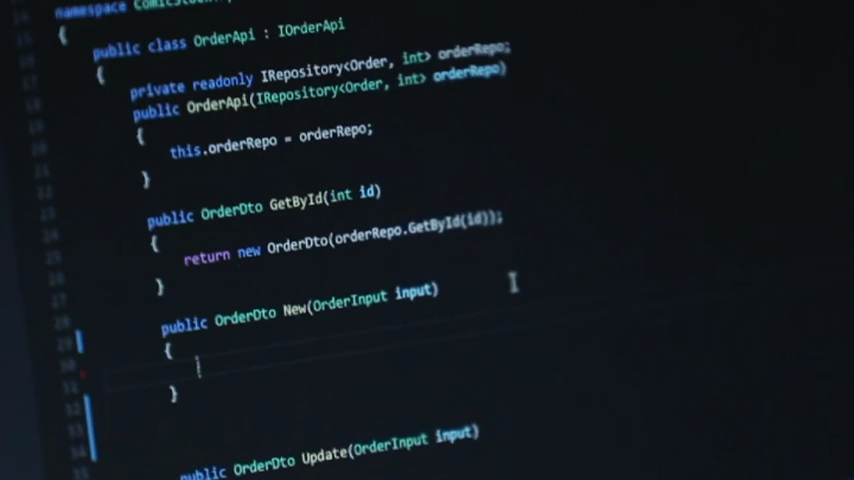 namespace
{
public class OrderApi : IOrderApi
{
private readonly IRepository<Order, int> orderRepo;
public OrderApi(IRepository<Order, int> orderRepo)
{
this.orderRepo = orderRepo;
}
public OrderDto GetById(int id)
{
return new OrderDto(orderRepo.GetById(id));
}
public OrderDto New(OrderInput input)
{
}
public OrderDto Update(OrderInput input)